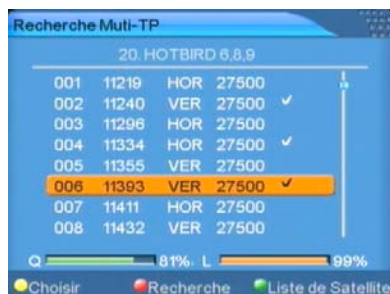 Recherche Muti-TP
20. HOTBIRD 6,8,9
001 11219 HOR 27500
002 11240 VER 27500 ✓
003 11296 HOR 27500
004 11334 HOR 27500 ✓
005 11355 VER 27500
006 11393 VER 27500 ✓
007 11411 HOR 27500
008 11432 VER 27500
Q 81% L 99%
Choisir Recherche Liste de Satellite